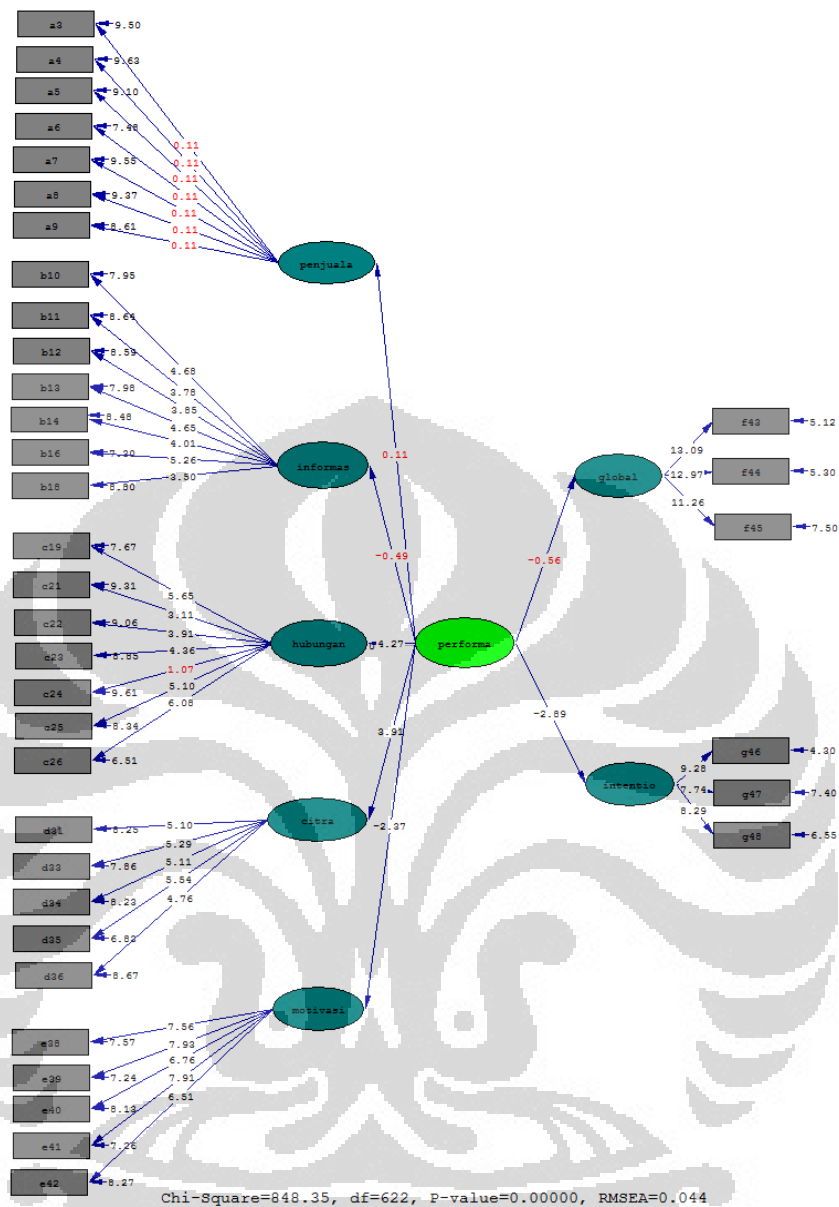 a3 9.50
a4 9.63
a5 9.10
a6 7.48
a7 9.55
a8 9.37
a9 8.61
0.11
0.11
0.11
0.11
0.11
0.11
0.11
penjuala
b10 7.95
b11 8.64
b12 8.59
b13 7.98
b14 8.48
b16 7.30
b18 8.80
4.68
3.78
3.85
4.65
4.01
5.26
3.50
informas
c19 7.67
c21 9.31
c22 9.06
c23 8.85
c24 9.61
c25 8.34
c26 6.51
5.65
3.11
3.91
4.36
1.07
5.10
6.08
hubungan
d31 8.25
d33 7.86
d34 8.23
d35 6.82
d36 8.67
5.10
5.29
5.11
5.54
4.76
citra
e38 7.57
e39 7.24
e40 8.13
e41 7.26
e42 8.27
7.56
7.93
6.76
7.91
6.51
motivasi
0.11
-0.49
4.27
3.91
-2.37
performa
-0.56
-2.89
global
13.09
12.97
11.26
f43 5.12
f44 5.30
f45 7.50
intentio
9.28
7.74
8.29
g46 4.30
g47 7.40
g48 6.55
Chi-Square=848.35, df=622, P-value=0.00000, RMSEA=0.044